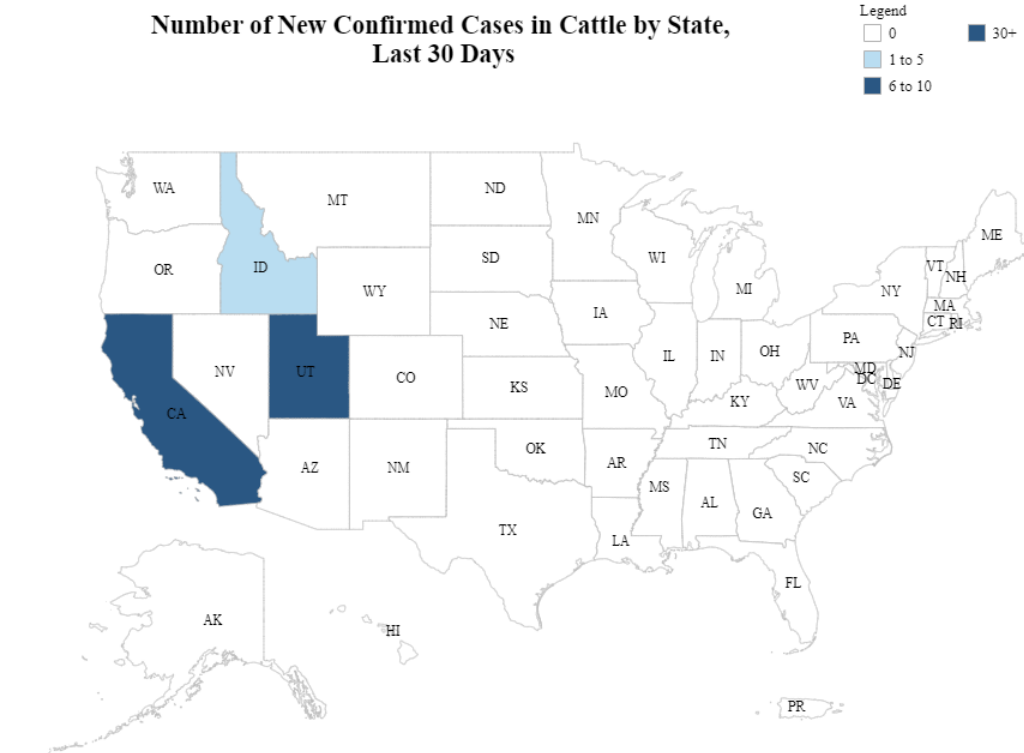 Number of New Confirmed Cases in Cattle by State,
Last 30 Days
Legend
0
30+
1 to 5
6 to 10
WA
MT
ND
MN
ME
OR
ID
SD
WI
VT
NH
WY
MI
NY
MA
NE
IA
CT
RI
NV
UT
CO
KS
MO
IL
IN
OH
PA
NJ
MD
DC
DE
WV
VA
KY
CA
AZ
NM
OK
AR
TN
NC
SC
MS
AL
GA
TX
LA
FL
AK
HI
PR